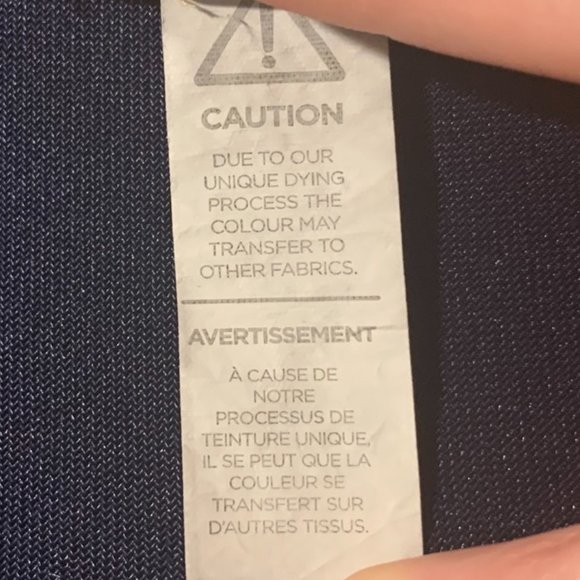 CAUTION
DUE TO OUR
UNIQUE DYING
PROCESS THE
COLOUR MAY
TRANSFER TO
OTHER FABRICS.
AVERTISSEMENT
À CAUSE DE
NOTRE
PROCESSUS DE
TEINTURE UNIQUE,
IL SE PEUT QUE LA
COULEUR SE
TRANSFERT SUR
D'AUTRES TISSUS.